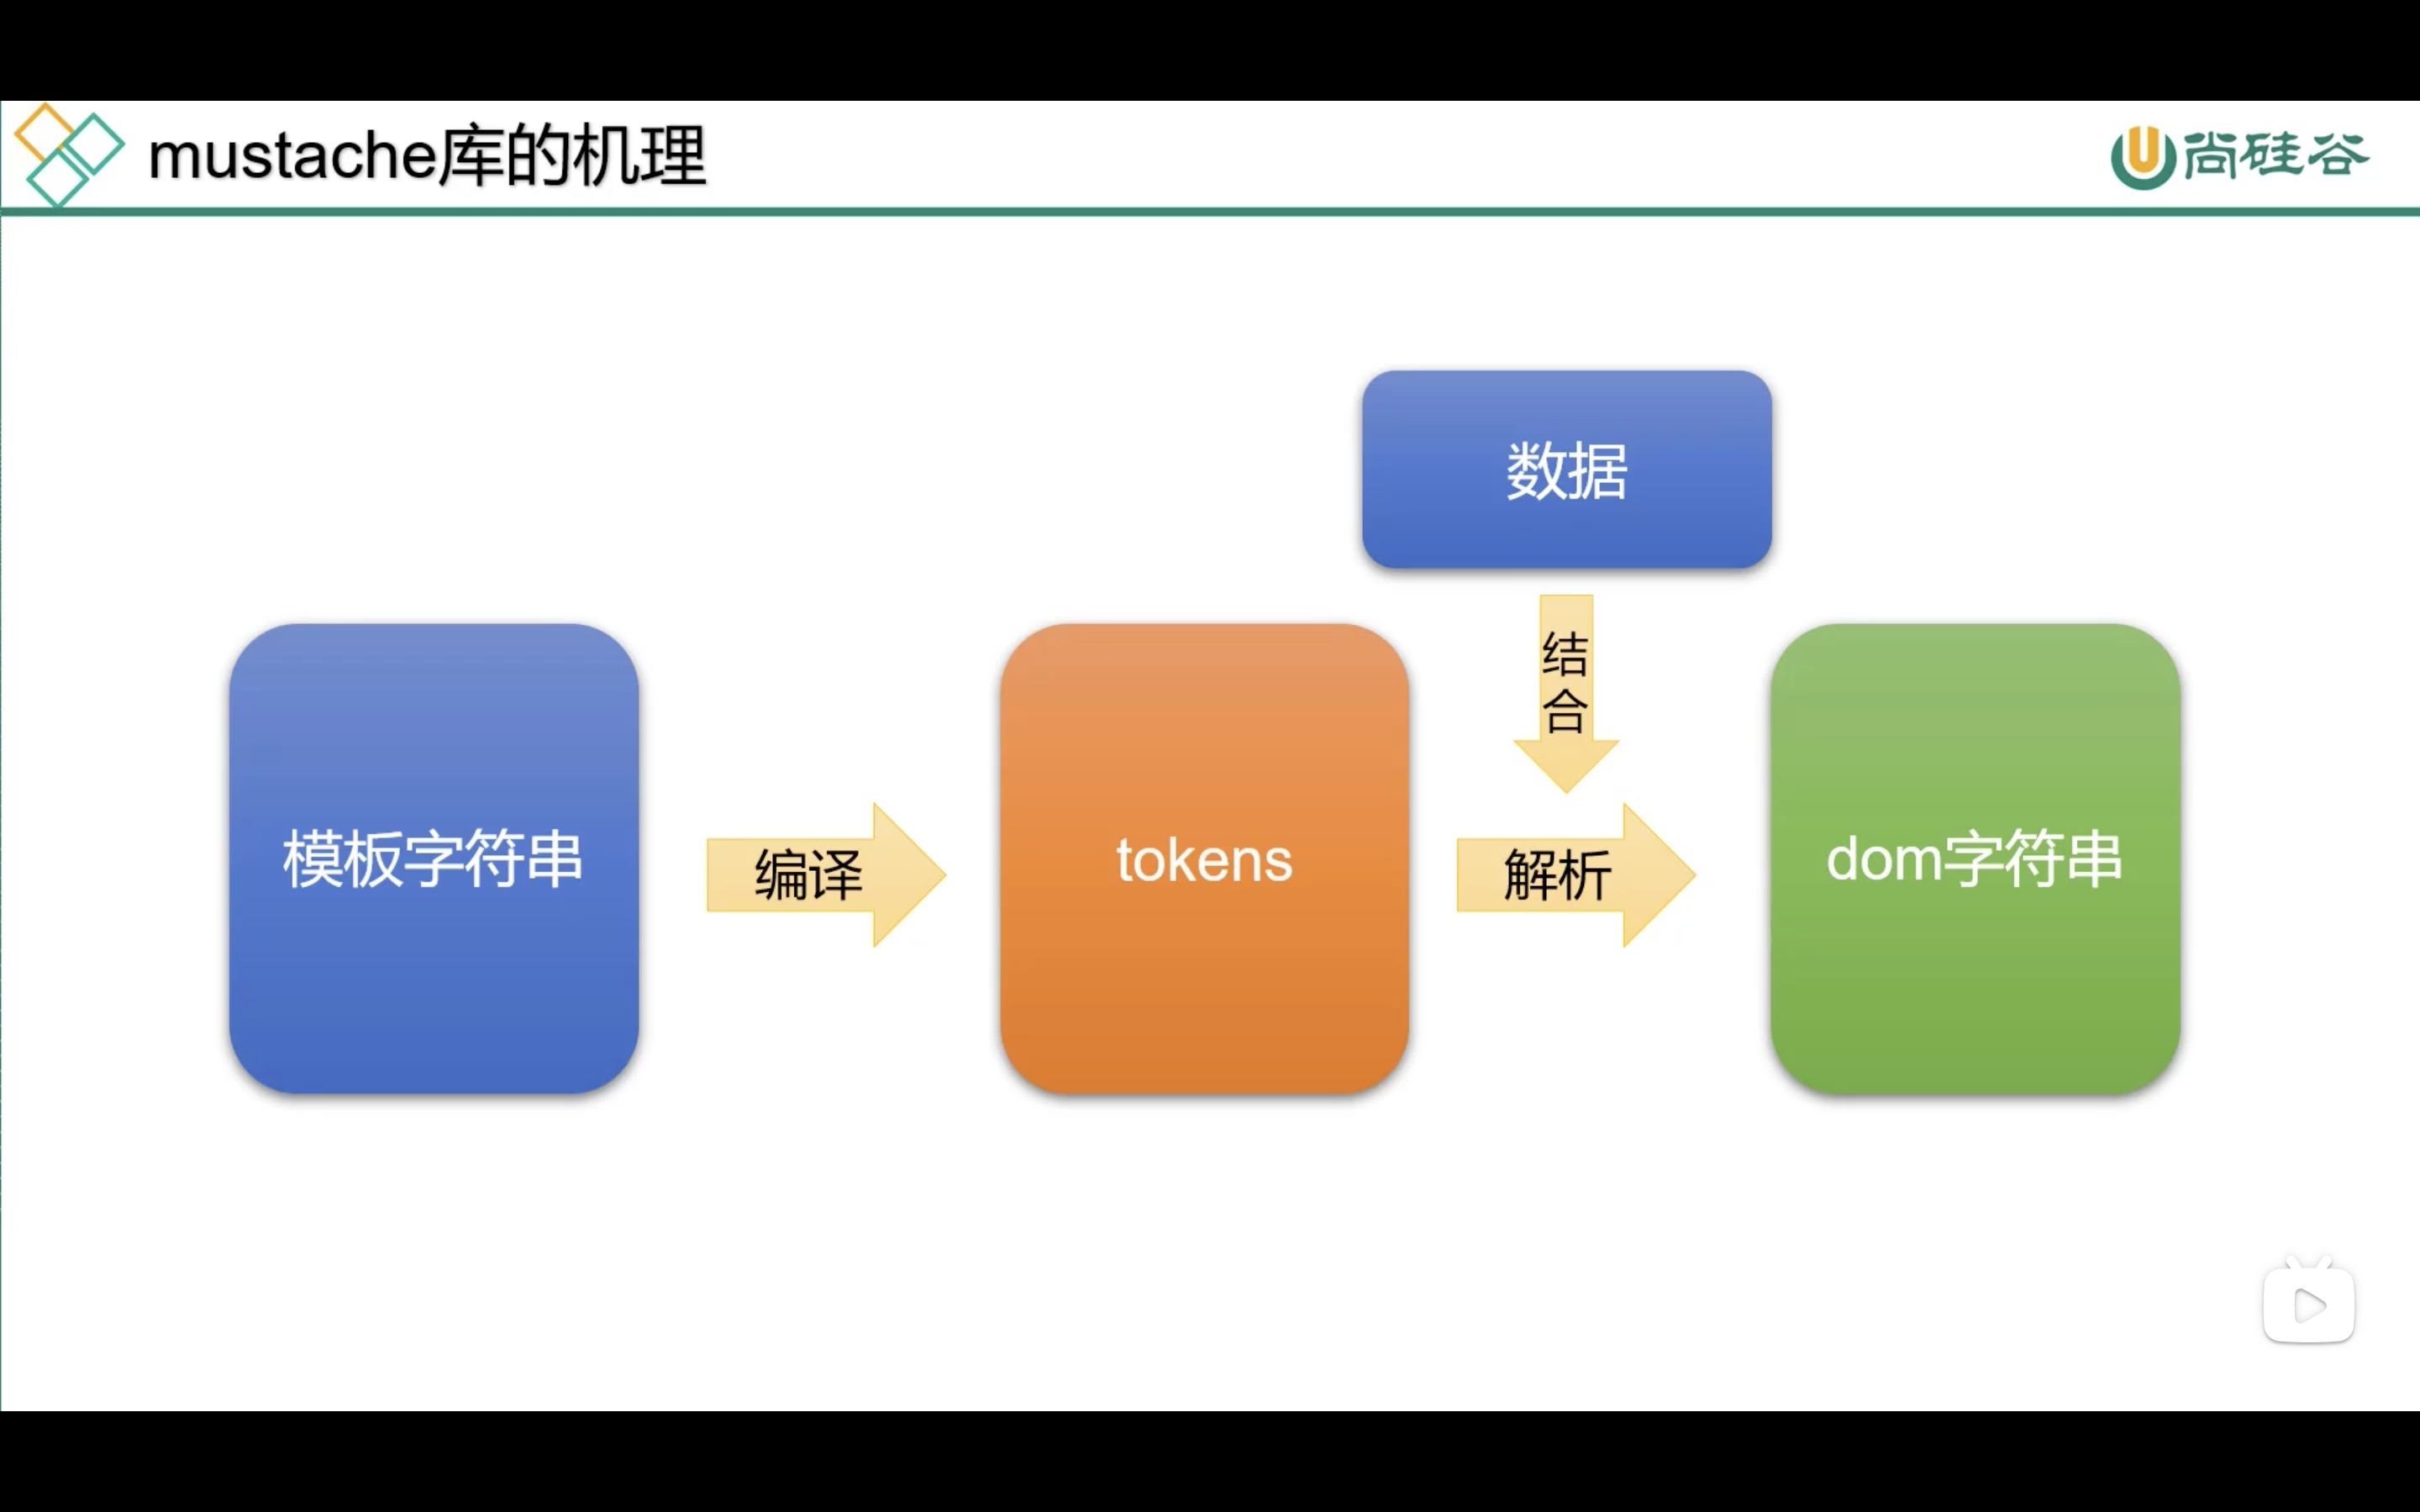 mustache库的机理
尚硅谷
数据
结
合
模板字符串
编译
tokens
解析
dom字符串